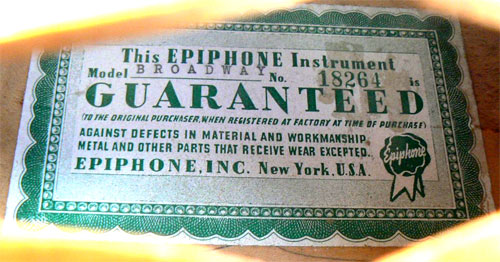 This EPIPHONE Instrument
Model BROADWAY No. 18264 is
GUARANTEED
(TO THE ORIGINAL PURCHASER, WHEN REGISTERED AT FACTORY AT TIME OF PURCHASE)
AGAINST DEFECTS IN MATERIAL AND WORKMANSHIP.
METAL AND OTHER PARTS THAT RECEIVE WEAR EXCEPTED.
EPIPHONE, INC. New York, U.S.A.
Epiphone